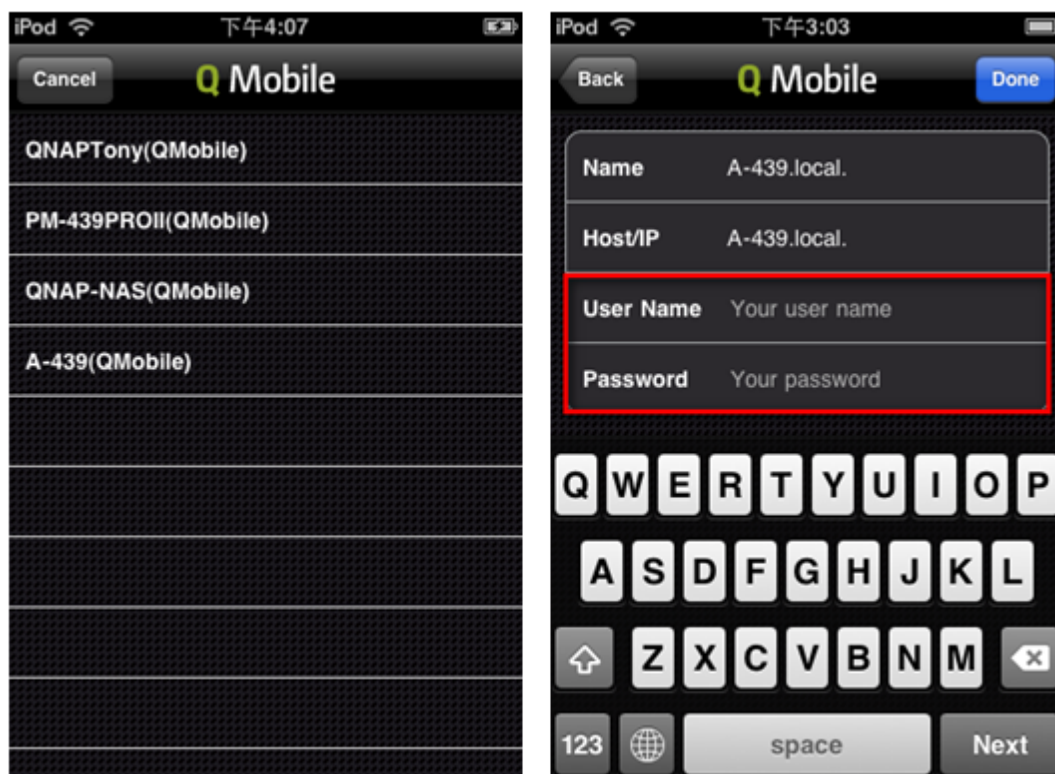 iPod 下午4:07
Cancel Q Mobile
QNAPTony(QMobile)
PM-439PROII(QMobile)
QNAP-NAS(QMobile)
A-439(QMobile)
iPod 下午3:03
Back Q Mobile Done
Name A-439.local.
Host/IP A-439.local.
User Name Your user name
Password Your password
Q W E R T Y U I O P
A S D F G H J K L
Z X C V B N M
123 space Next